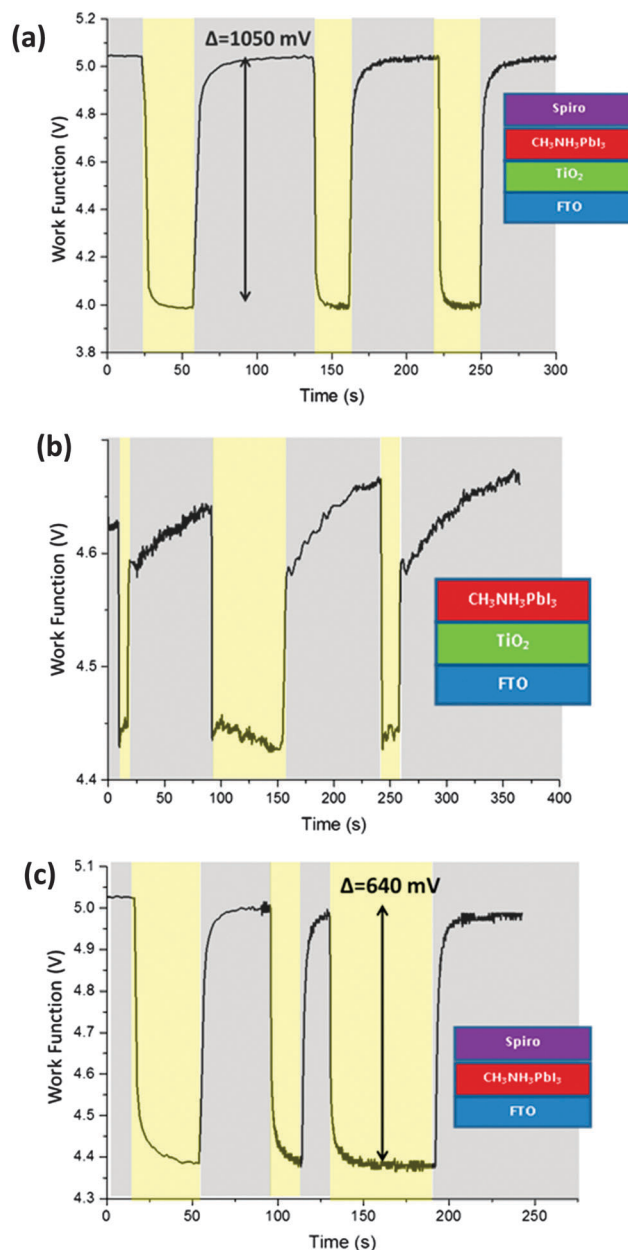 (a)
Δ=1050 mV
5.2
5.0
4.8
4.6
4.4
4.2
4.0
3.8
Work Function (V)
0 50 100 150 200 250 300
Time (s)
Spiro
CH₃NH₃PbI₃
TiO₂
FTO
(b)
4.6
4.5
4.4
Work Function (V)
0 50 100 150 200 250 300 350 400
Time (s)
CH₃NH₃PbI₃
TiO₂
FTO
(c)
Δ=640 mV
5.1
5.0
4.9
4.8
4.7
4.6
4.5
4.4
4.3
Work Function (V)
0 50 100 150 200 250
Time (s)
Spiro
CH₃NH₃PbI₃
FTO